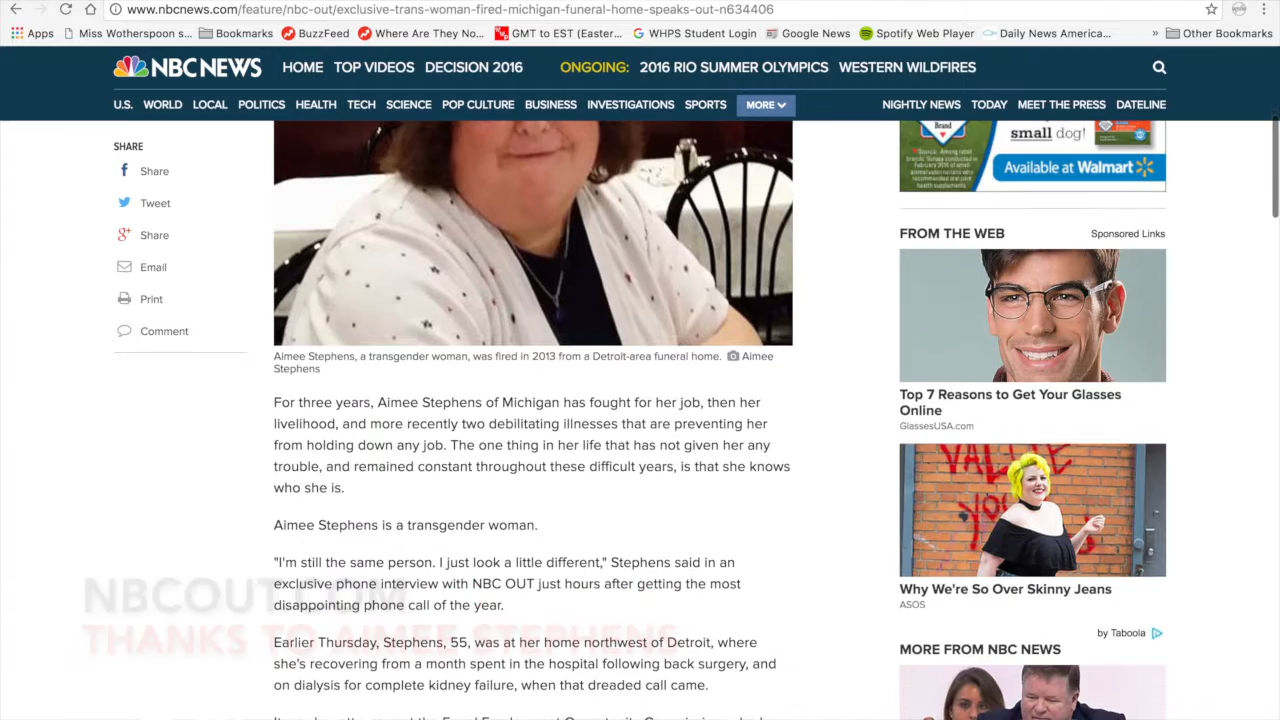 www.nbcnews.com/feature/nbc-out/exclusive-trans-woman-fired-michigan-funeral-home-speaks-out-n634406
Apps Miss Wotherspoon s... Bookmarks BuzzFeed Where Are They No... GMT to EST (Easter... WHPS Student Login Google News Spotify Web Player Daily News America... » Other Bookmarks
NBC NEWS HOME TOP VIDEOS DECISION 2016 ONGOING: 2016 RIO SUMMER OLYMPICS WESTERN WILDFIRES
U.S. WORLD LOCAL POLITICS HEALTH TECH SCIENCE POP CULTURE BUSINESS INVESTIGATIONS SPORTS MORE NIGHTLY NEWS TODAY MEET THE PRESS DATELINE
SHARE
Share
Tweet
Share
Email
Print
Comment
Aimee Stephens, a transgender woman, was fired in 2013 from a Detroit-area funeral home. Aimee
Stephens
For three years, Aimee Stephens of Michigan has fought for her job, then her
livelihood, and more recently two debilitating illnesses that are preventing her
from holding down any job. The one thing in her life that has not given her any
trouble, and remained constant throughout these difficult years, is that she knows
who she is.
Aimee Stephens is a transgender woman.
"I'm still the same person. I just look a little different," Stephens said in an
exclusive phone interview with NBC OUT just hours after getting the most
disappointing phone call of the year.
Earlier Thursday, Stephens, 55, was at her home northwest of Detroit, where
she's recovering from a month spent in the hospital following back surgery, and
on dialysis for complete kidney failure, when that dreaded call came.
NBCOUT
THANKS TO AIMEE STEPHENS
Brand
small dog!
Available at Walmart
FROM THE WEB Sponsored Links
Top 7 Reasons to Get Your Glasses
Online
GlassesUSA.com
VALUE
YO
Why We're So Over Skinny Jeans
ASOS
by Taboola
MORE FROM NBC NEWS